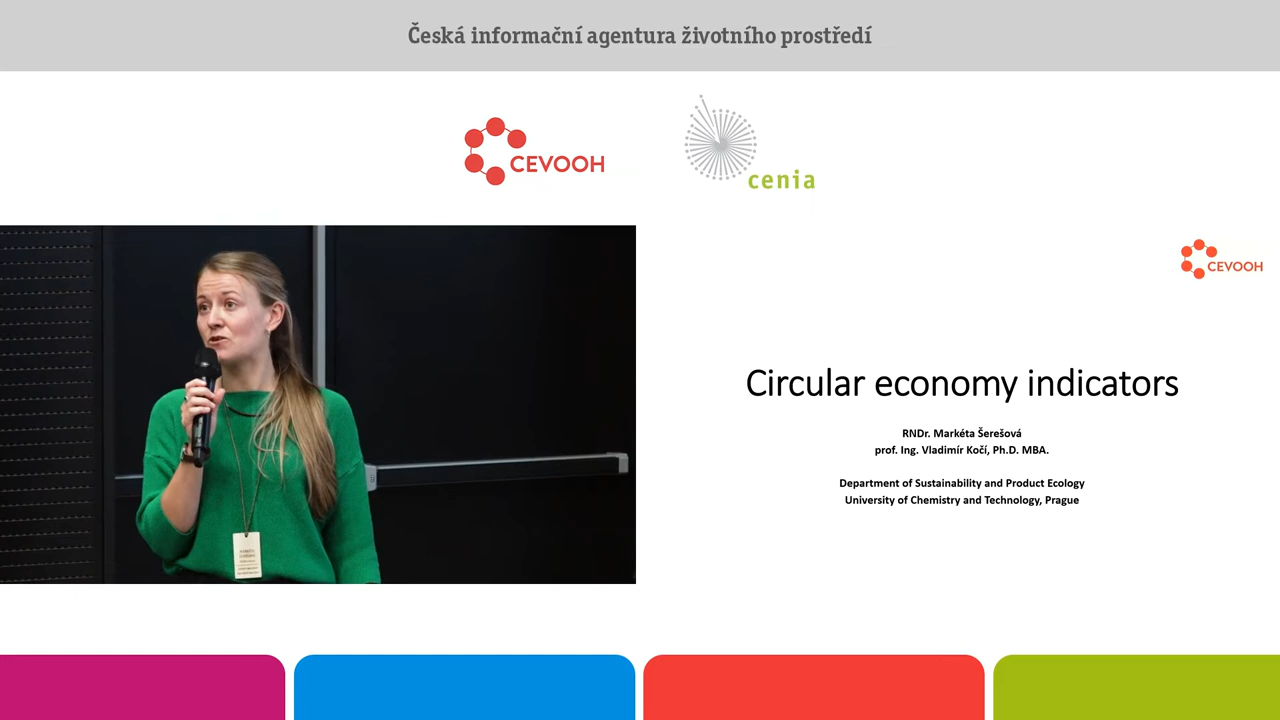 Česká informační agentura životního prostředí
CEVOOH
cenia
CEVOOH
Circular economy indicators
RNDr. Markéta Šerešová
prof. Ing. Vladimír Kočí, Ph.D. MBA.
Department of Sustainability and Product Ecology
University of Chemistry and Technology, Prague